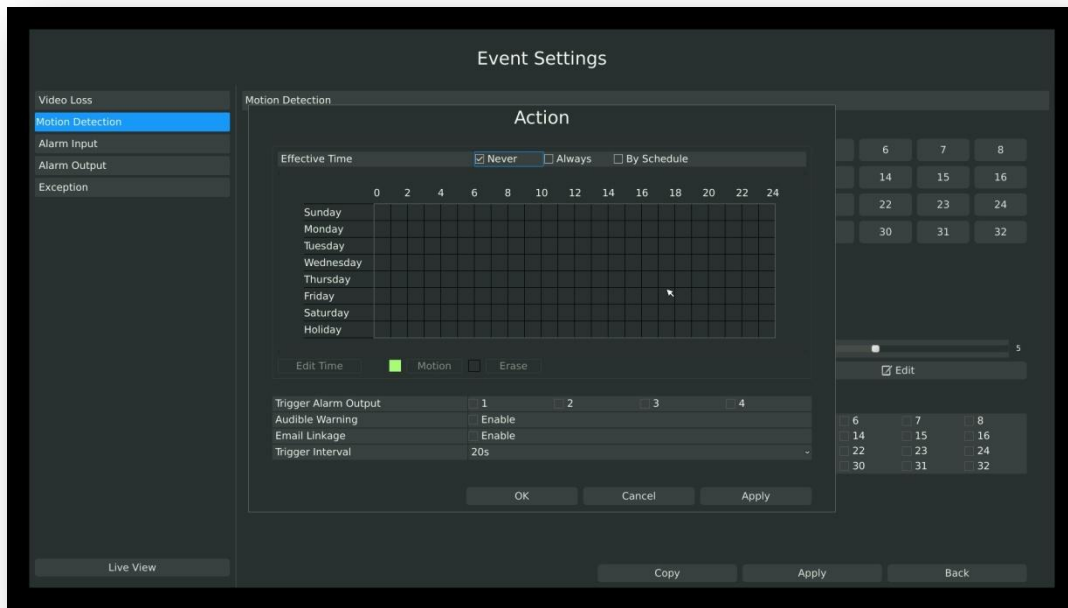 Event Settings
Video Loss
Motion Detection
Alarm Input
Alarm Output
Exception
Live View
Motion Detection
Action
Effective Time Never Always By Schedule
0 2 4 6 8 10 12 14 16 18 20 22 24
Sunday
Monday
Tuesday
Wednesday
Thursday
Friday
Saturday
Holiday
Edit Time Motion Erase
Trigger Alarm Output 1 2 3 4
Audible Warning Enable
Email Linkage Enable
Trigger Interval 20s
OK Cancel Apply
6 7 8
14 15 16
22 23 24
30 31 32
5
Edit
6 7 8
14 15 16
22 23 24
30 31 32
Copy Apply Back